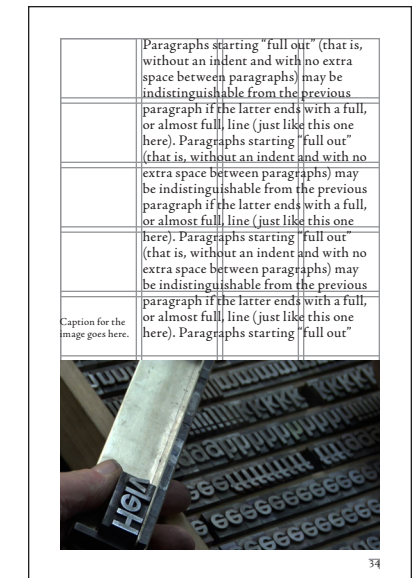 Paragraphs starting “full out” (that is,
without an indent and with no extra
space between paragraphs) may be
indistinguishable from the previous
paragraph if the latter ends with a full,
or almost full, line (just like this one
here). Paragraphs starting “full out”
(that is, without an indent and with no
extra space between paragraphs) may
be indistinguishable from the previous
paragraph if the latter ends with a full,
or almost full, line (just like this one
here). Paragraphs starting “full out”
(that is, without an indent and with no
extra space between paragraphs) may
be indistinguishable from the previous
paragraph if the latter ends with a full,
or almost full, line (just like this one
here). Paragraphs starting “full out”
Caption for the
image goes here.
34